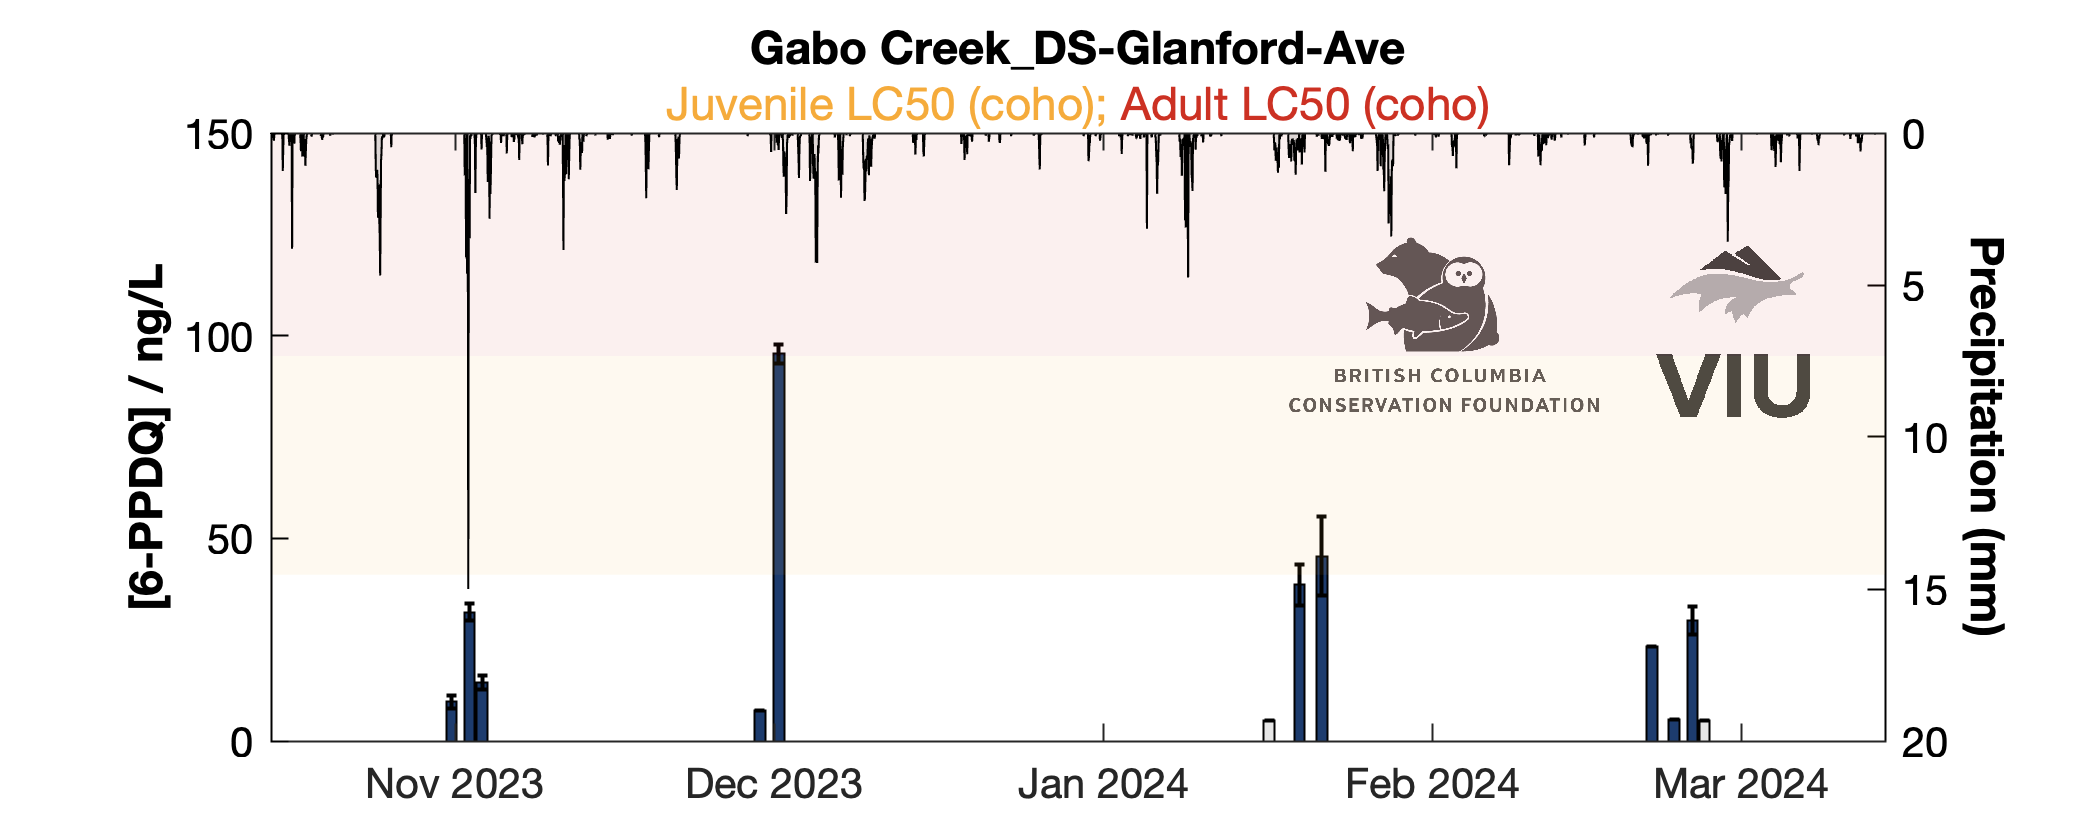 Gabo Creek_DS-Glanford-Ave
Juvenile LC50 (coho); Adult LC50 (coho)
150
100
50
0
[6-PPDQ] / ng/L
0
5
10
15
20
Precipitation (mm)
BRITISH COLUMBIA
CONSERVATION FOUNDATION
VIU
Nov 2023
Dec 2023
Jan 2024
Feb 2024
Mar 2024